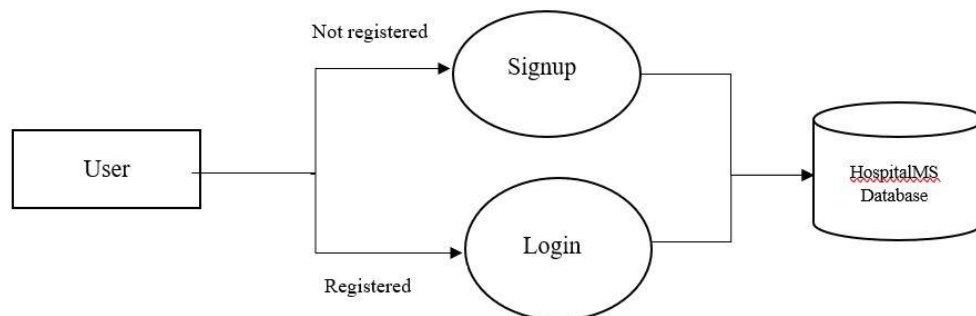 Not registered
Signup
User
HospitalMS
Database
Login
Registered